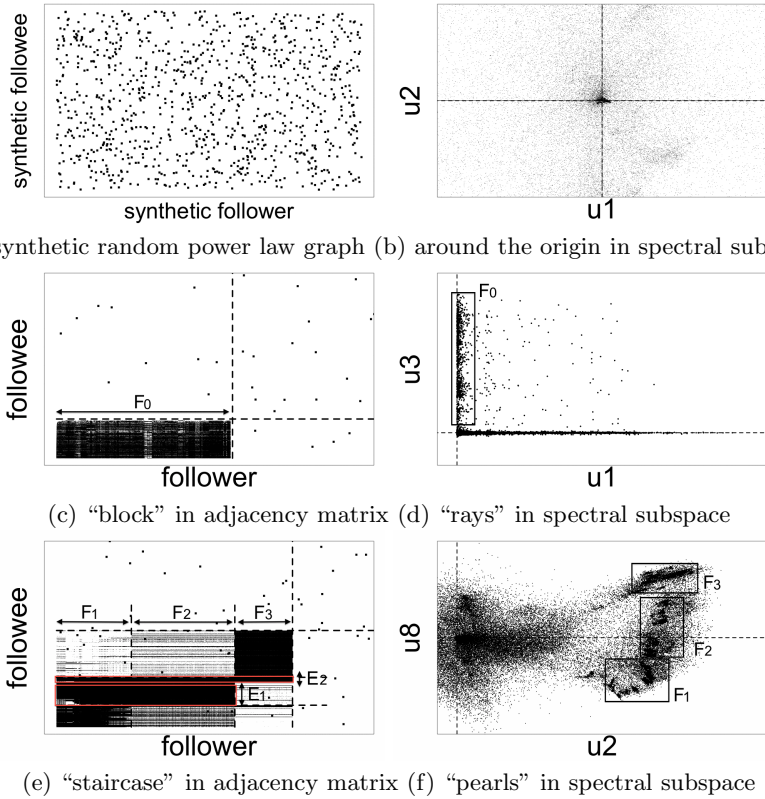 synthetic followee
u2
synthetic follower
u1
synthetic random power law graph (b) around the origin in spectral sub
followee
F0
u3
F0
follower
u1
(c) “block” in adjacency matrix (d) “rays” in spectral subspace
followee
F1 F2 F3
E2
E1
u8
F3
F2
F1
follower
u2
(e) “staircase” in adjacency matrix (f) “pearls” in spectral subspace